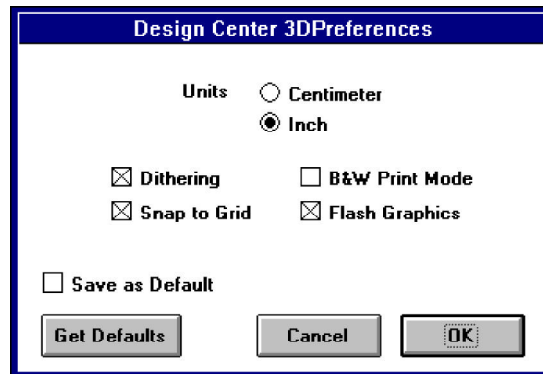 Design Center 3DPreferences
Units
Centimeter
Inch
Dithering
B&W Print Mode
Snap to Grid
Flash Graphics
Save as Default
Get Defaults
Cancel
OK